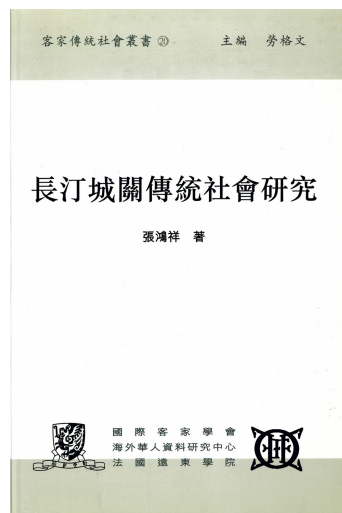 客家傳統社會叢書⑳ 主編 勞格文
長汀城關傳統社會研究
張鴻祥 著
國際客家學會
海外華人資料研究中心
法國遠東學院